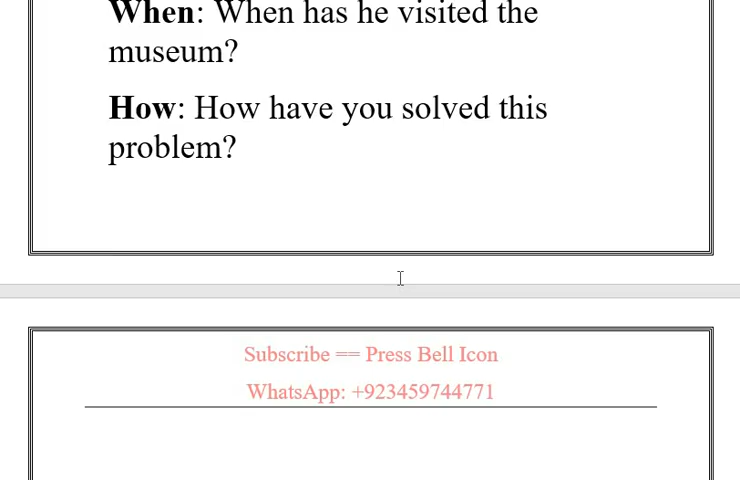 When: When has he visited the
museum?
How: How have you solved this
problem?
Subscribe == Press Bell Icon
WhatsApp: +923459744771